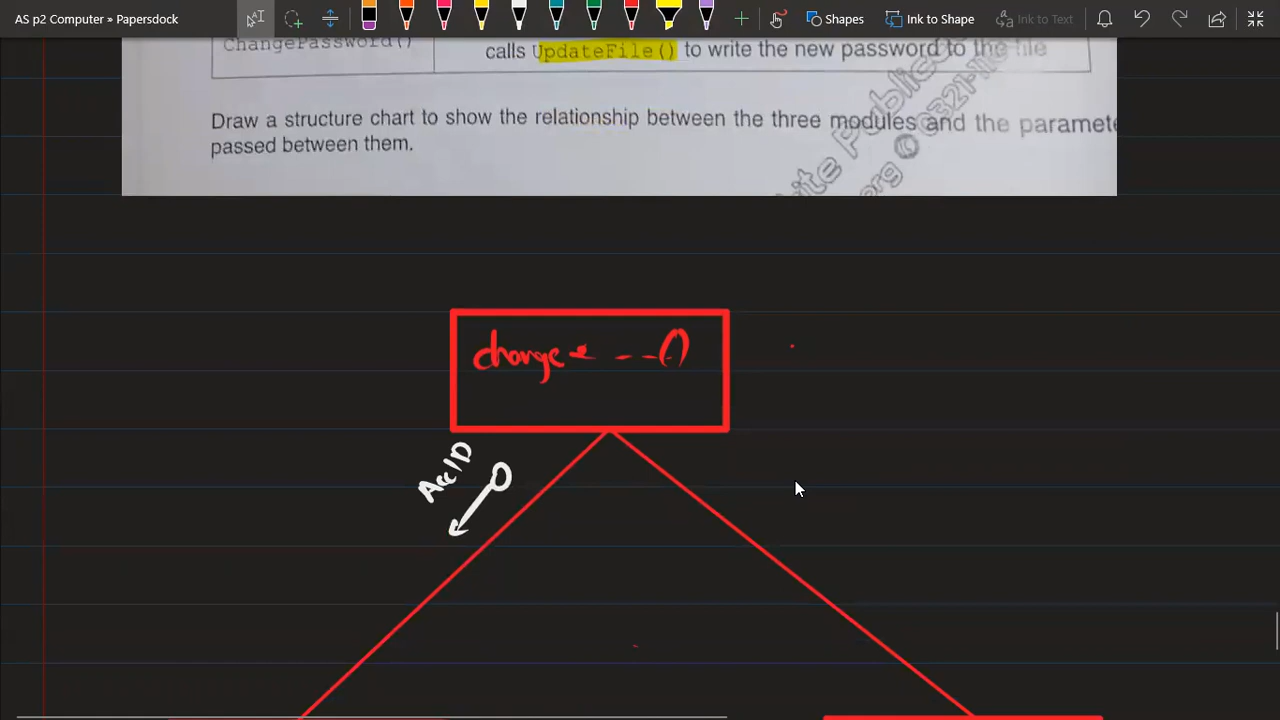 AS p2 Computer » Papersdock
Shapes
Ink to Shape
Ink to Text
ChangePassword()
calls UpdateFile() to write the new password to the file
Draw a structure chart to show the relationship between the three modules and the paramete
passed between them.
change - - - ()
AccID